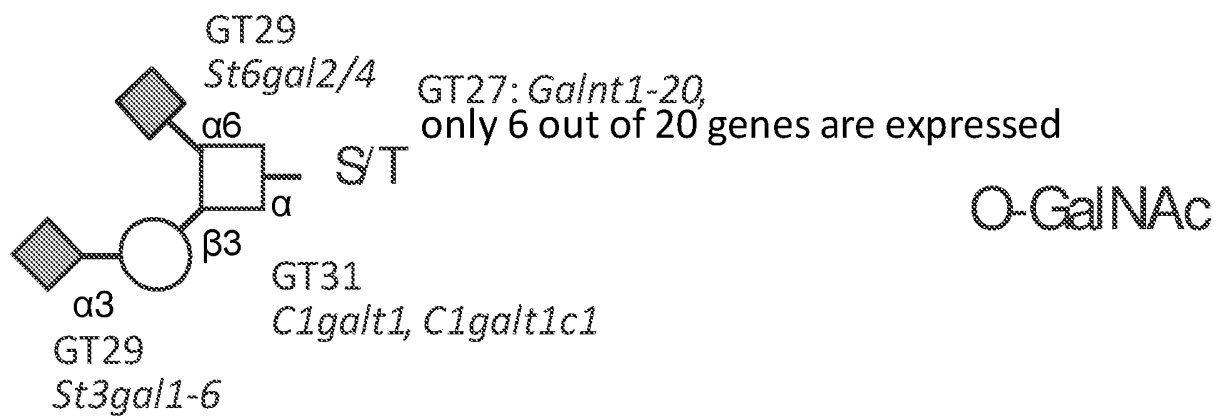 GT29
St6gal2/4
GT27: Galnt1-20,
only 6 out of 20 genes are expressed
α6
S/T
α
O-GalNAc
β3
GT31
C1galt1, C1galt1c1
α3
GT29
St3gal1-6